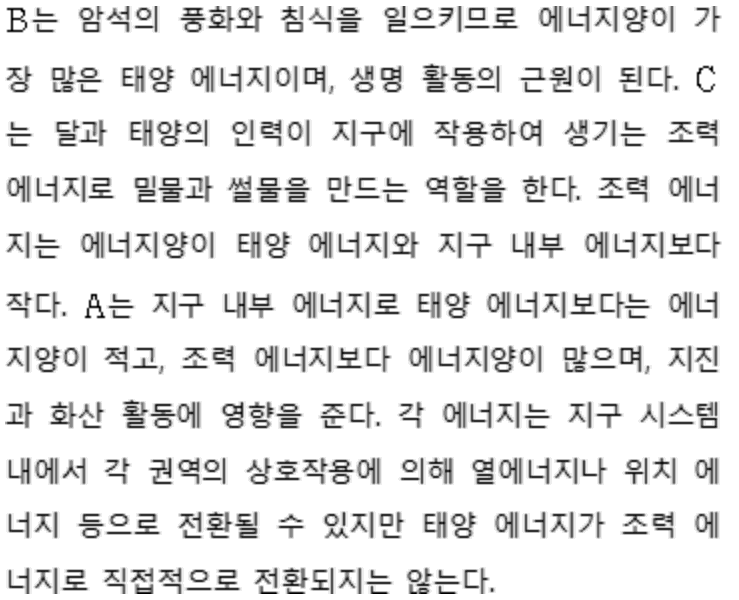 B는 암석의 풍화와 침식을 일으키므로 에너지양이 가
장 많은 태양 에너지이며, 생명 활동의 근원이 된다. C
는 달과 태양의 인력이 지구에 작용하여 생기는 조력
에너지로 밀물과 썰물을 만드는 역할을 한다. 조력 에너
지는 에너지양이 태양 에너지와 지구 내부 에너지보다
작다. A는 지구 내부 에너지로 태양 에너지보다는 에너
지양이 적고, 조력 에너지보다 에너지양이 많으며, 지진
과 화산 활동에 영향을 준다. 각 에너지는 지구 시스템
내에서 각 권역의 상호작용에 의해 열에너지나 위치 에
너지 등으로 전환될 수 있지만 태양 에너지가 조력 에
너지로 직접적으로 전환되지는 않는다.